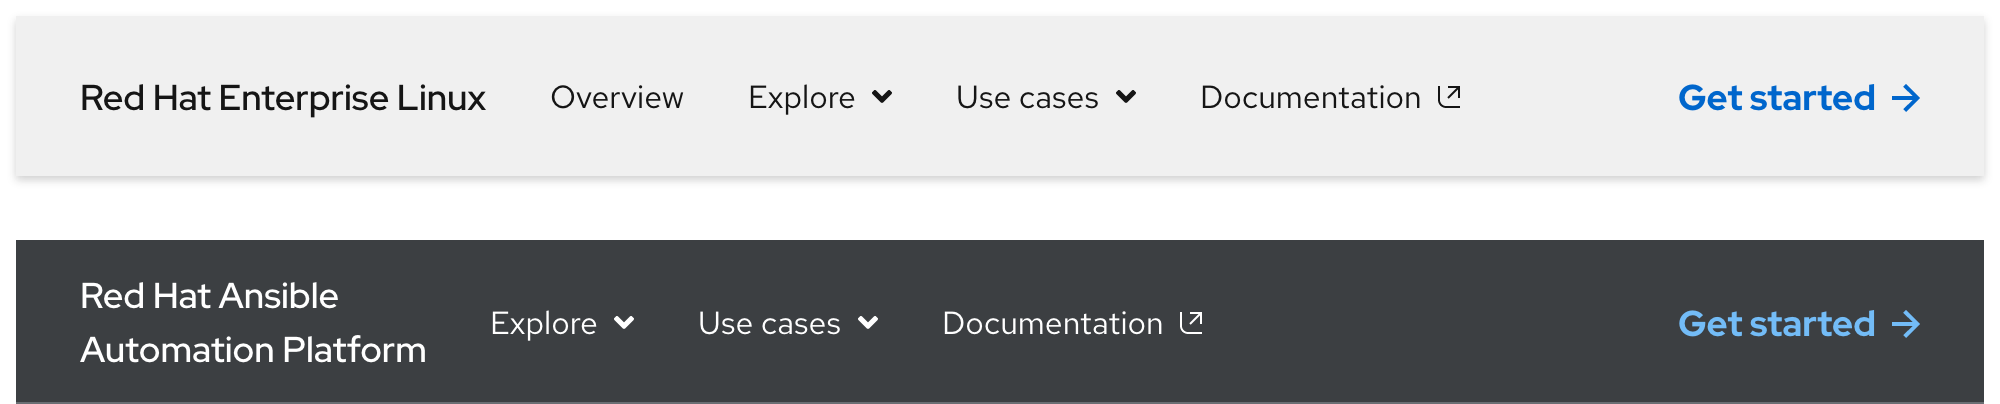 Red Hat Enterprise Linux Overview Explore Use cases Documentation Get started
Red Hat Ansible
Automation Platform
Explore Use cases Documentation Get started